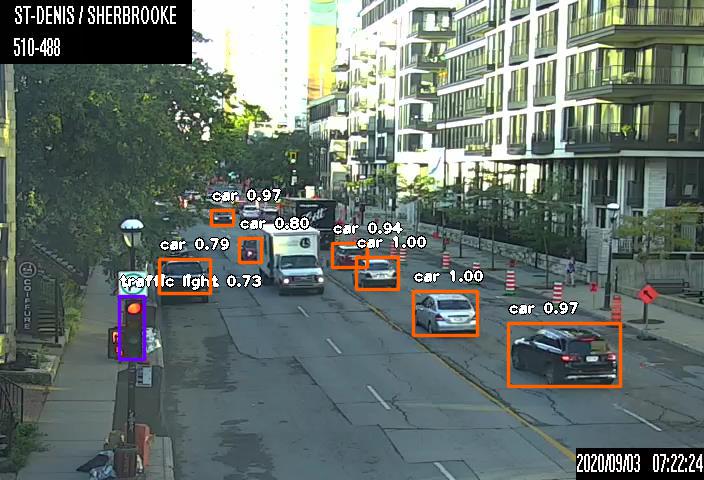 ST-DENIS / SHERBROOKE
510-488
car 0.97
car 0.80
car 0.94
car 0.79
car 1.00
traffic light 0.73
car 1.00
car 0.97
COIFFURE
2020/09/03 07:22:24